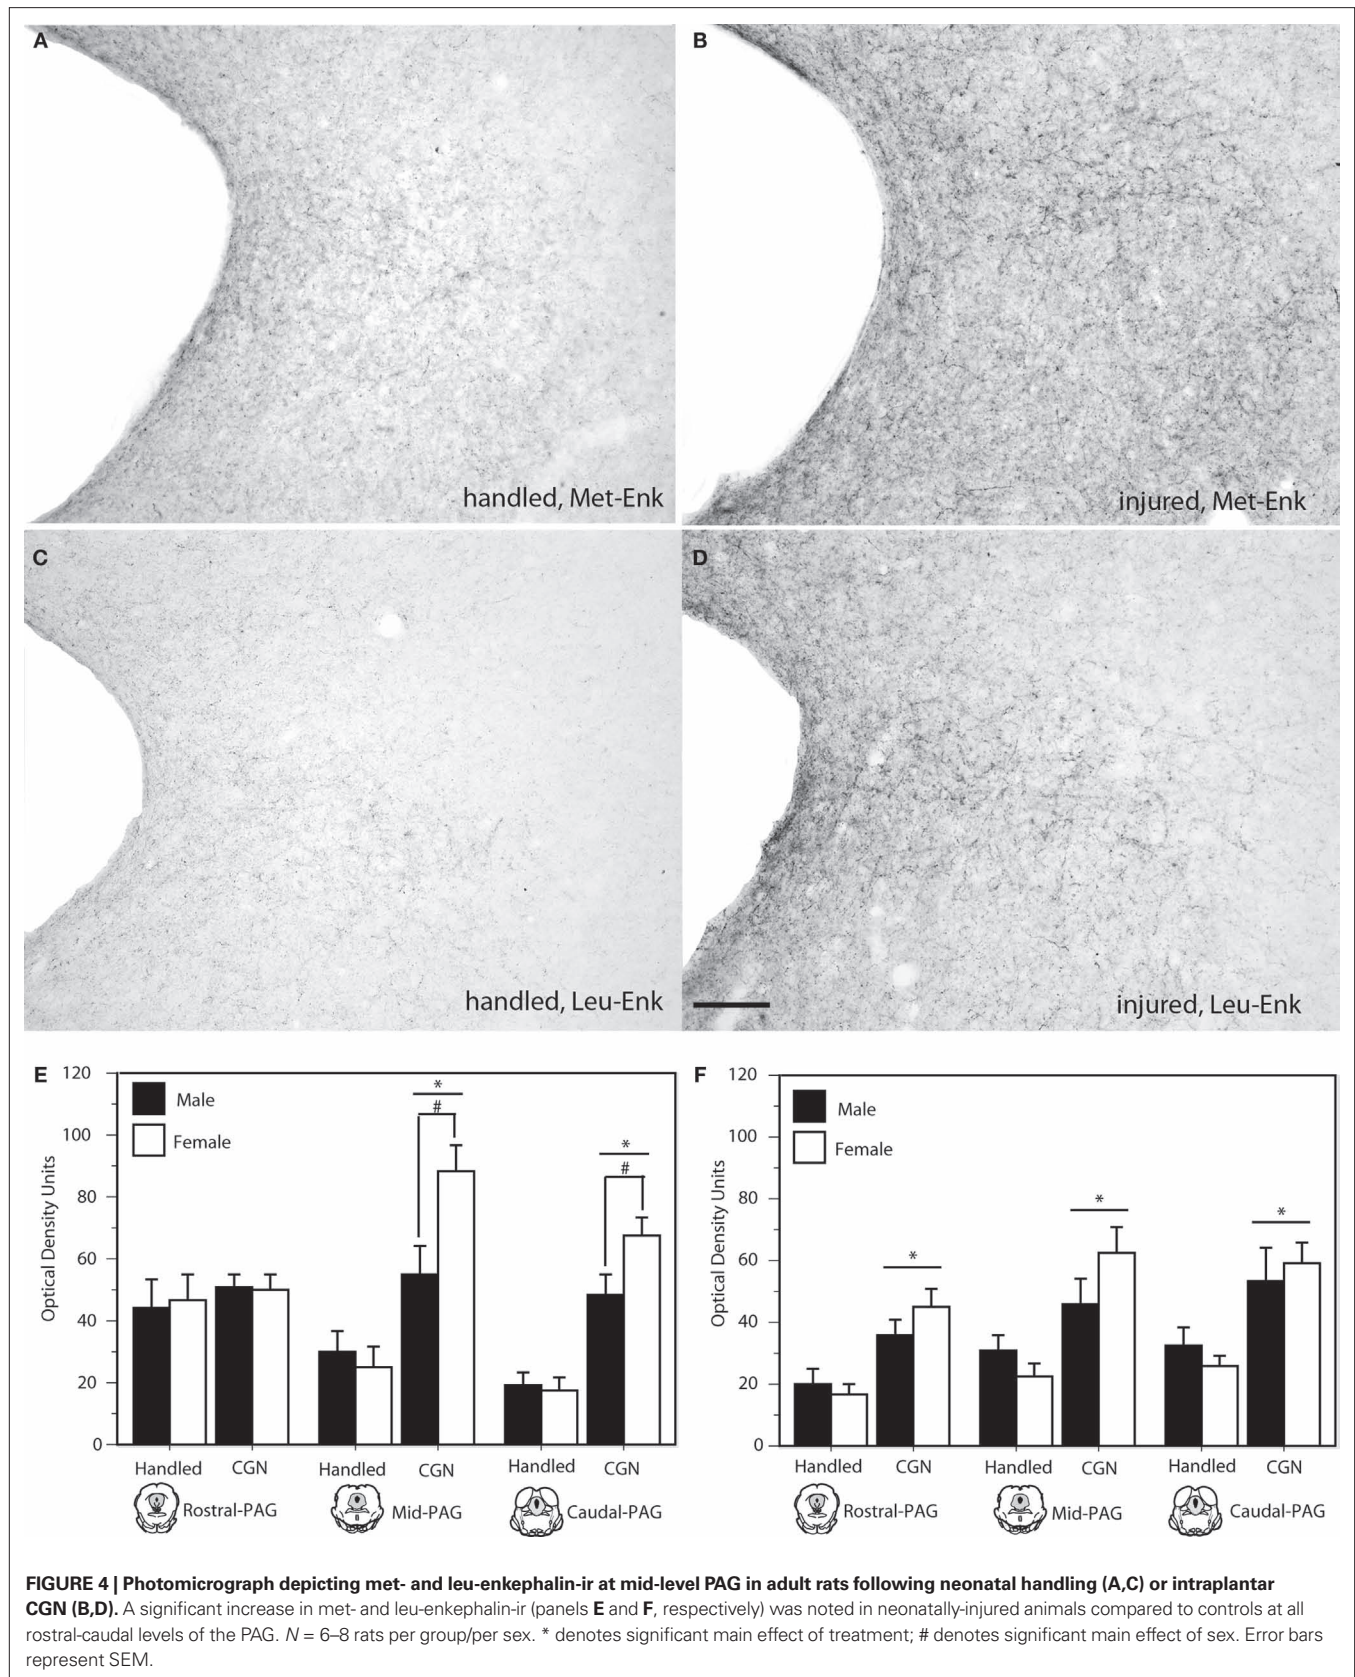 A
B
handled, Met-Enk
injured, Met-Enk
C
D
handled, Leu-Enk
injured, Leu-Enk
E
120
100
80
60
40
20
0
Optical Density Units
Male
Female
*
#
*
#
Handled
CGN
Handled
CGN
Handled
CGN
Rostral-PAG
Mid-PAG
Caudal-PAG
F
120
100
80
60
40
20
0
Optical Density Units
Male
Female
*
*
*
Handled
CGN
Handled
CGN
Handled
CGN
Rostral-PAG
Mid-PAG
Caudal-PAG
FIGURE 4 | Photomicrograph depicting met- and leu-enkephalin-ir at mid-level PAG in adult rats following neonatal handling (A,C) or intraplantar
CGN (B,D). A significant increase in met- and leu-enkephalin-ir (panels E and F, respectively) was noted in neonatally-injured animals compared to controls at all
rostral-caudal levels of the PAG. N = 6–8 rats per group/per sex. * denotes significant main effect of treatment; # denotes significant main effect of sex. Error bars
represent SEM.